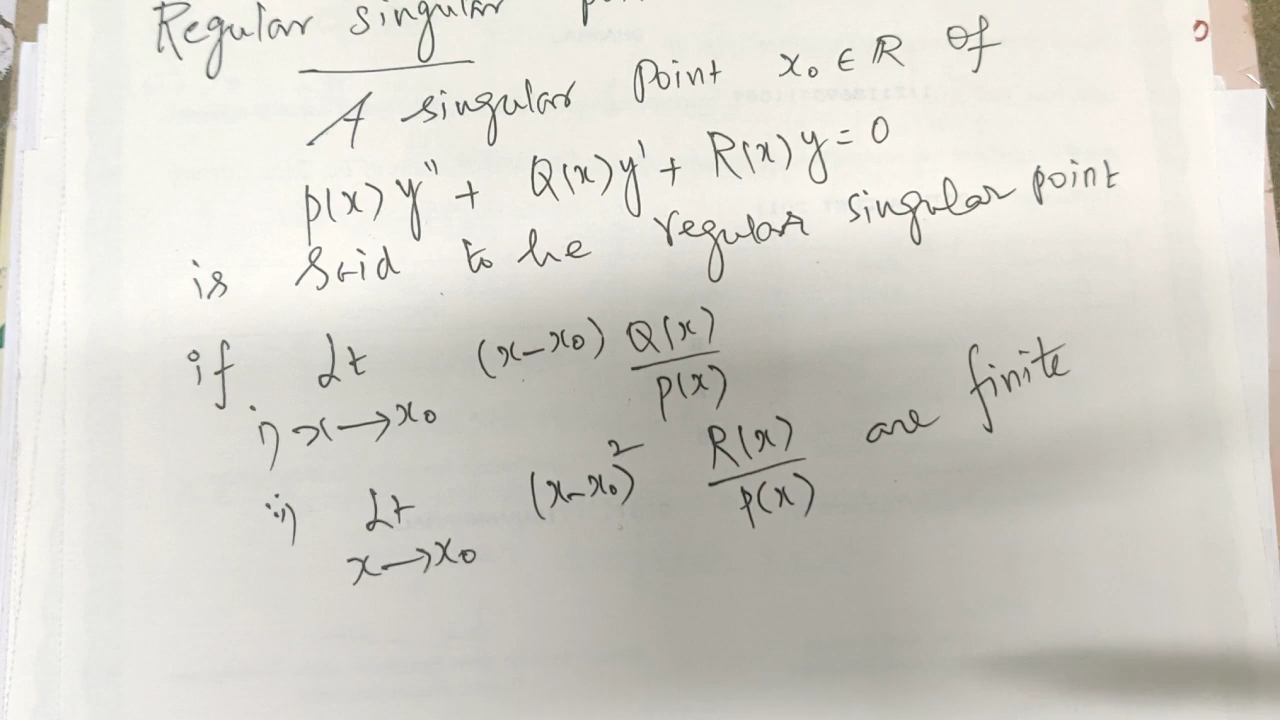 Regular singular
A singular Point x₀ ∈ ℝ of
p(x) y'' + Q(x)y' + R(x)y = 0
is said to be regular singular point
if Lt (x-x₀) Q(x)/p(x)
i) x→x₀
ii) Lt (x-x₀)² R(x)/p(x) are finite
x→x₀